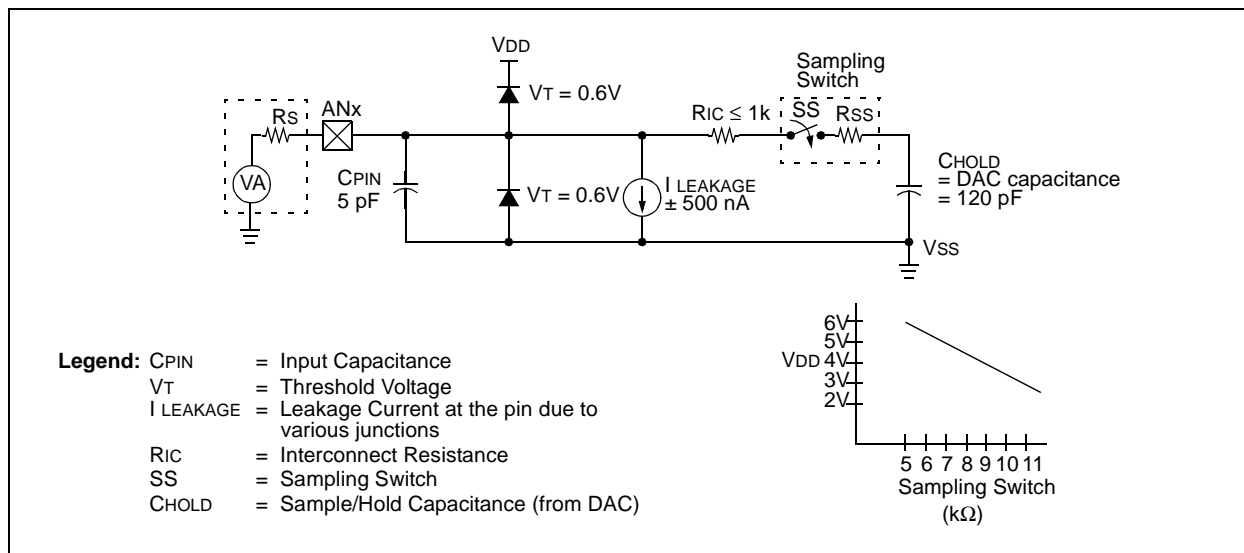 VDD
Sampling
Switch
VT = 0.6V
RS
ANx
RIC ≤ 1k
SS
RSS
VA
CPIN
5 pF
VT = 0.6V
I LEAKAGE
± 500 nA
CHOLD
= DAC capacitance
= 120 pF
VSS
Legend: CPIN = Input Capacitance
VT = Threshold Voltage
I LEAKAGE = Leakage Current at the pin due to
various junctions
RIC = Interconnect Resistance
SS = Sampling Switch
CHOLD = Sample/Hold Capacitance (from DAC)
6V
5V
VDD 4V
3V
2V
5 6 7 8 9 10 11
Sampling Switch
(kΩ)